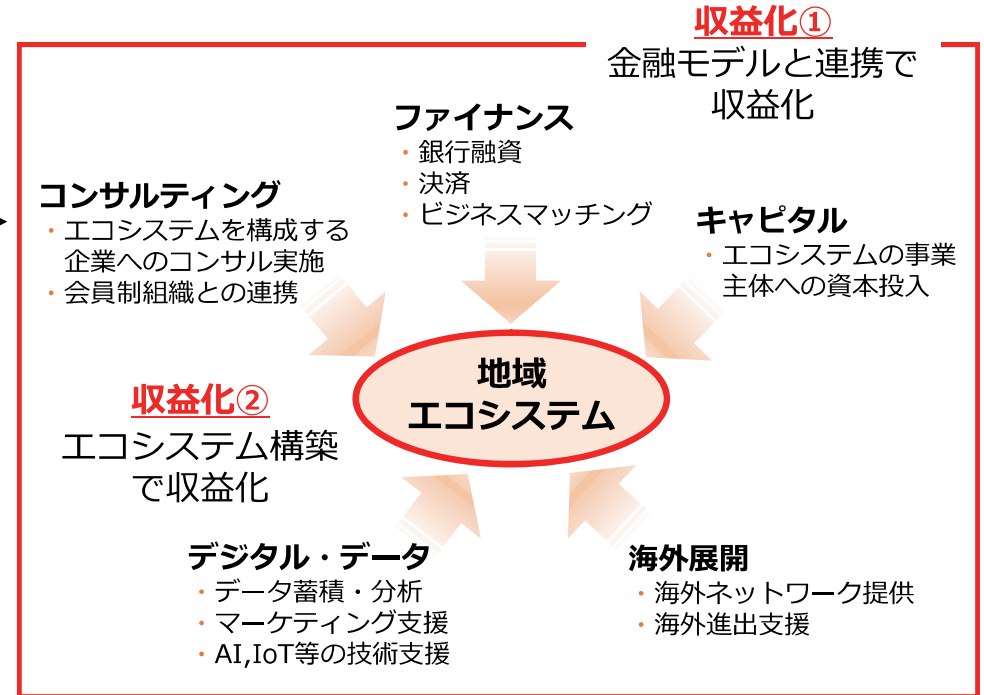 収益化①
金融モデルと連携で
収益化
ファイナンス
・銀行融資
・決済
・ビジネスマッチング
コンサルティング
・エコシステムを構成する
企業へのコンサル実施
・会員制組織との連携
キャピタル
・エコシステムの事業
主体への資本投入
地域
エコシステム
収益化②
エコシステム構築
で収益化
デジタル・データ
・データ蓄積・分析
・マーケティング支援
・AI,IoT等の技術支援
海外展開
・海外ネットワーク提供
・海外進出支援